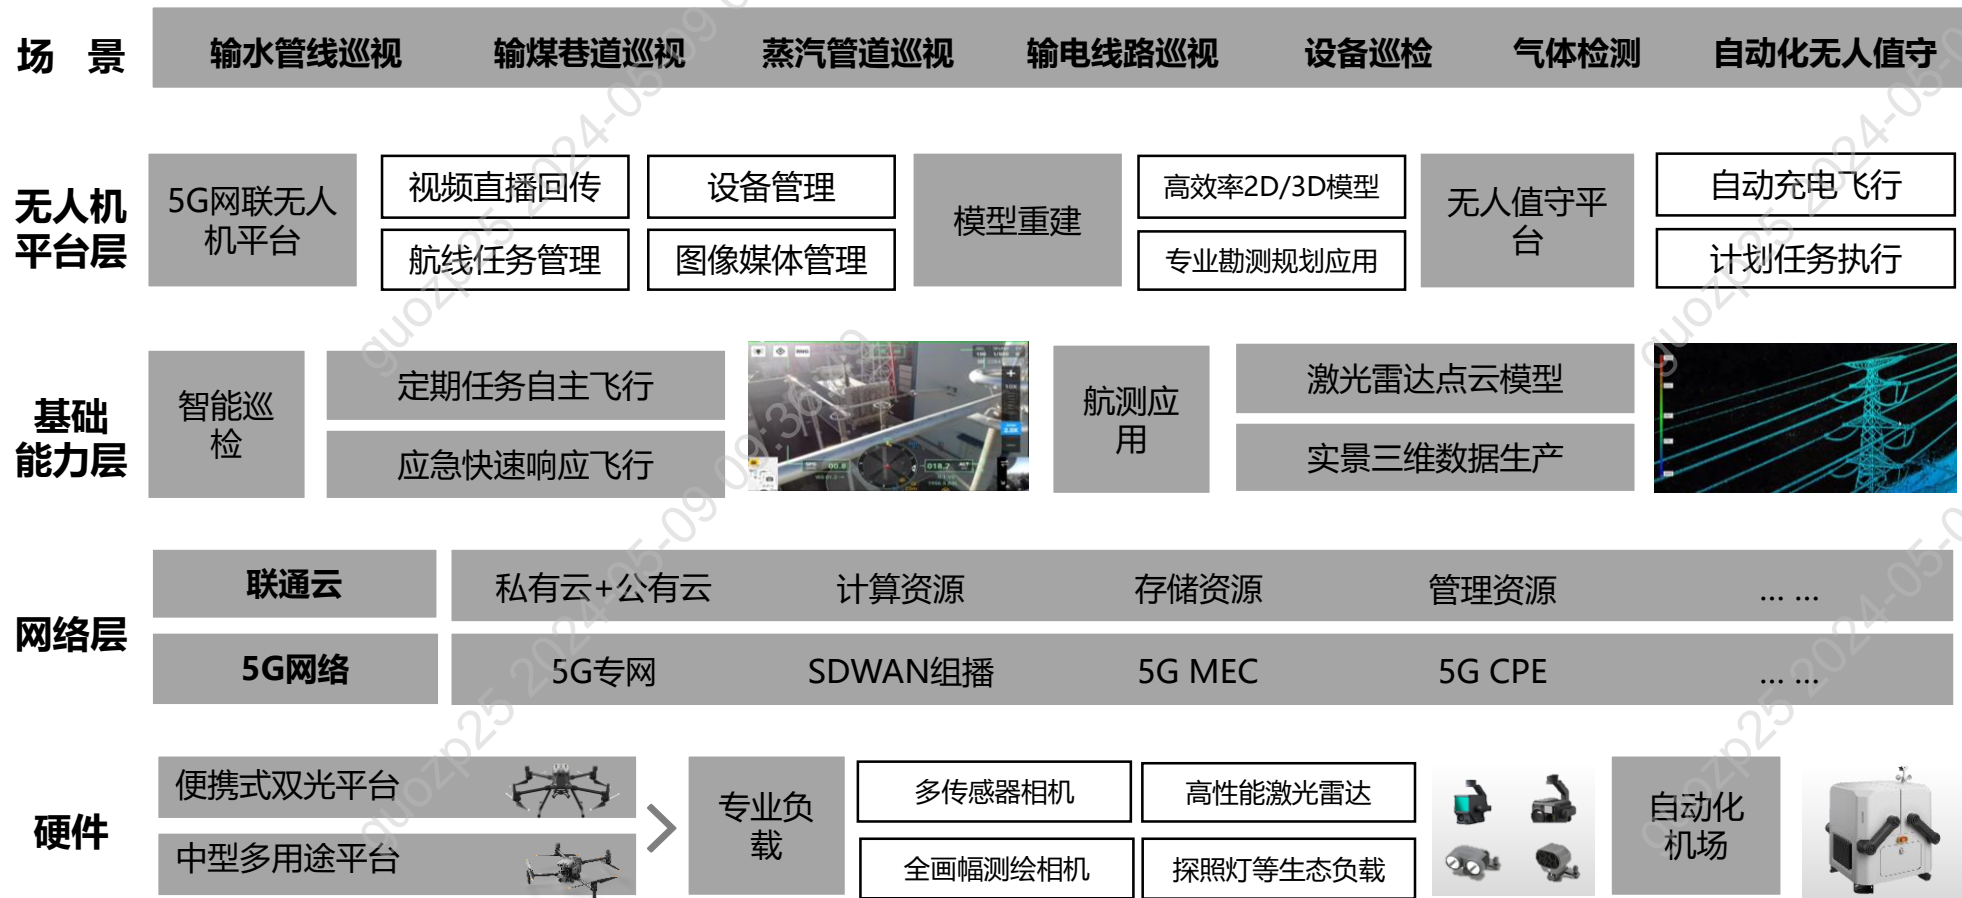 场 景
输水管线巡视 输煤巷道巡视 蒸汽管道巡视 输电线路巡视 设备巡检 气体检测 自动化无人值守
无人机
平台层
5G网联无人
机平台
视频直播回传
设备管理
航线任务管理
图像媒体管理
模型重建
高效率2D/3D模型
专业勘测规划应用
无人值守平
台
自动充电飞行
计划任务执行
基础
能力层
智能巡
检
定期任务自主飞行
应急快速响应飞行
航测应
用
激光雷达点云模型
实景三维数据生产
网络层
联通云
私有云+公有云 计算资源 存储资源 管理资源 ... ...
5G网络
5G专网 SDWAN组播 5G MEC 5G CPE ... ...
硬件
便携式双光平台
中型多用途平台
专业负
载
多传感器相机
高性能激光雷达
全画幅测绘相机
探照灯等生态负载
自动化
机场
guozp25 2024-05-09 09:36